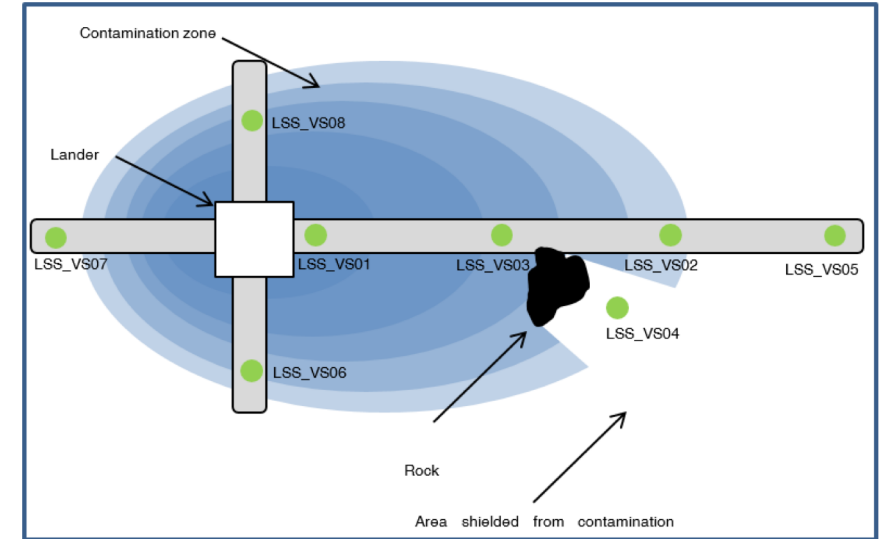 Contamination zone
LSS_VS08
Lander
LSS_VS07
LSS_VS01
LSS_VS03
LSS_VS02
LSS_VS05
LSS_VS04
LSS_VS06
Rock
Area shielded from contamination